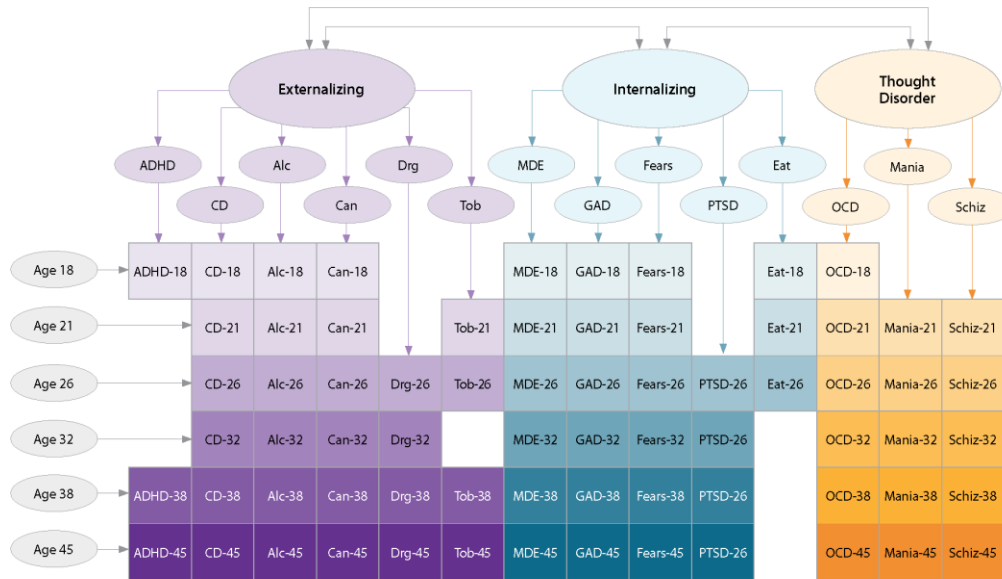 Externalizing
Internalizing
Thought
Disorder
ADHD
Alc
Drg
MDE
Fears
Eat
Mania
CD
Can
Tob
GAD
PTSD
OCD
Schiz
Age 18
ADHD-18 CD-18 Alc-18 Can-18 MDE-18 GAD-18 Fears-18 Eat-18 OCD-18
Age 21
CD-21 Alc-21 Can-21 Tob-21 MDE-21 GAD-21 Fears-21 Eat-21 OCD-21 Mania-21 Schiz-21
Age 26
CD-26 Alc-26 Can-26 Drg-26 Tob-26 MDE-26 GAD-26 Fears-26 PTSD-26 Eat-26 OCD-26 Mania-26 Schiz-26
Age 32
CD-32 Alc-32 Can-32 Drg-32 MDE-32 GAD-32 Fears-32 PTSD-26 OCD-32 Mania-32 Schiz-32
Age 38
ADHD-38 CD-38 Alc-38 Can-38 Drg-38 Tob-38 MDE-38 GAD-38 Fears-38 PTSD-26 OCD-38 Mania-38 Schiz-38
Age 45
ADHD-45 CD-45 Alc-45 Can-45 Drg-45 Tob-45 MDE-45 GAD-45 Fears-45 PTSD-26 OCD-45 Mania-45 Schiz-45